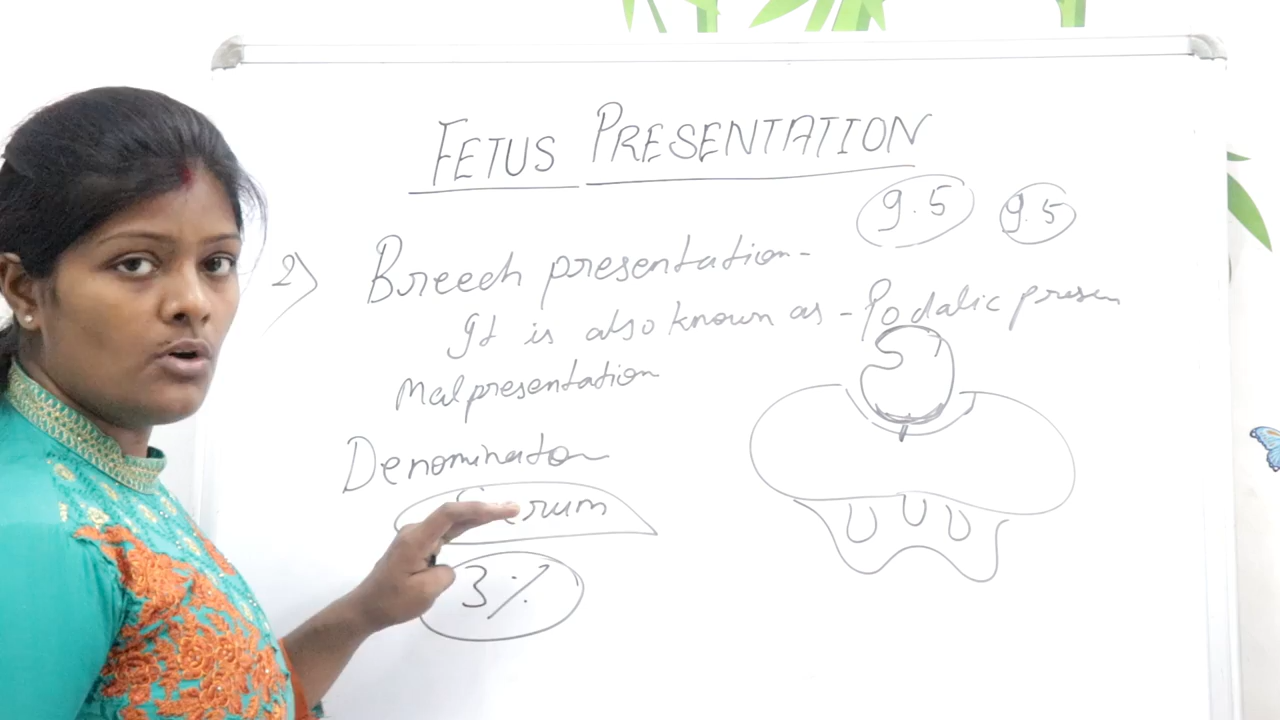 FETUS PRESENTATION
9.5 9.5
2) Breech presentation-
It is also known as - Podalic presen
Malpresentation
Denominator
rum
3%